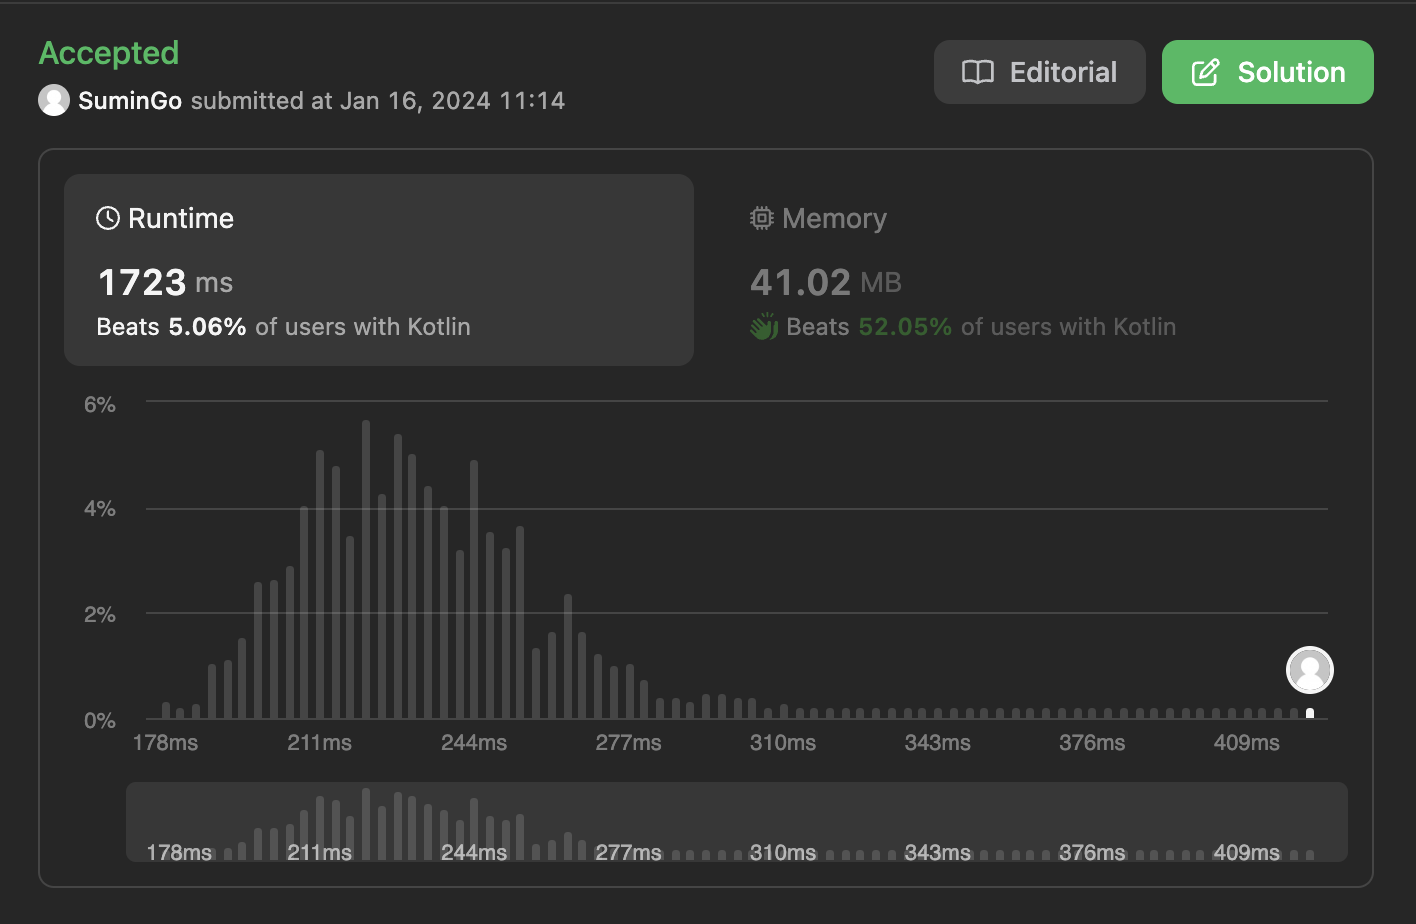 Accepted
SuminGo submitted at Jan 16, 2024 11:14
Editorial
Solution
Runtime
1723 ms
Beats 5.06% of users with Kotlin
Memory
41.02 MB
Beats 52.05% of users with Kotlin
6%
4%
2%
0%
178ms 211ms 244ms 277ms 310ms 343ms 376ms 409ms
178ms 211ms 244ms 277ms 310ms 343ms 376ms 409ms